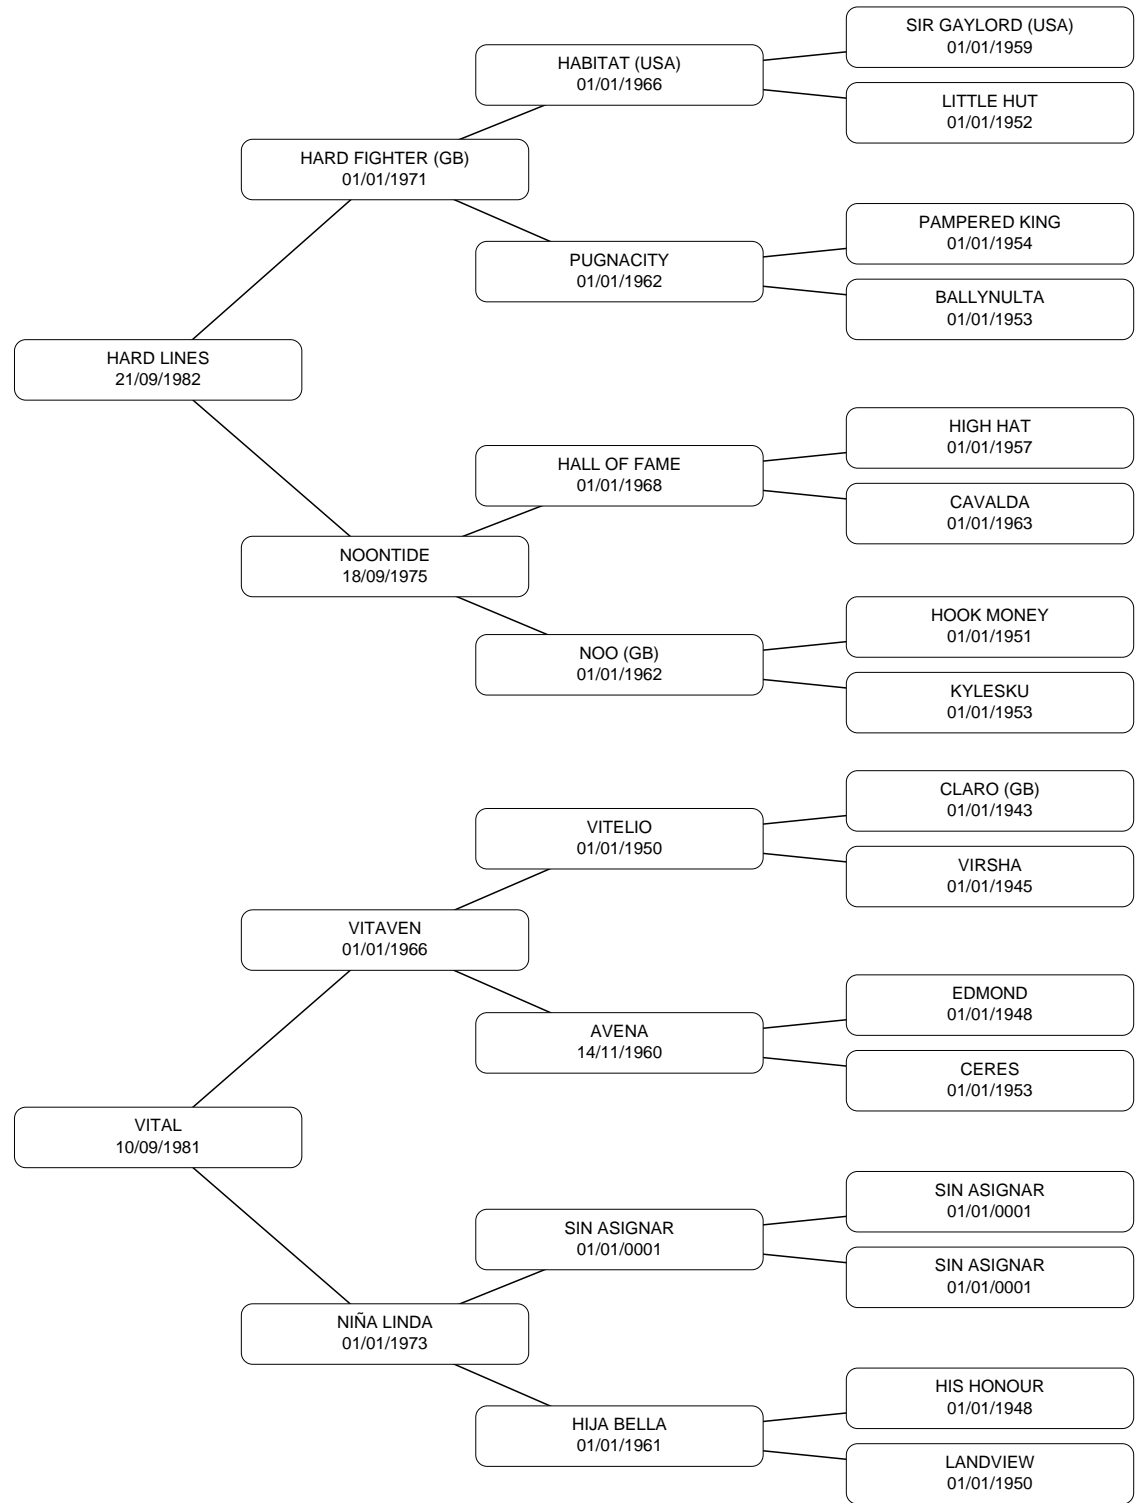 SIR GAYLORD (USA)
01/01/1959
HABITAT (USA)
01/01/1966
LITTLE HUT
01/01/1952
HARD FIGHTER (GB)
01/01/1971
PAMPERED KING
01/01/1954
PUGNACITY
01/01/1962
BALLYNULTA
01/01/1953
HARD LINES
21/09/1982
HIGH HAT
01/01/1957
HALL OF FAME
01/01/1968
CAVALDA
01/01/1963
NOONTIDE
18/09/1975
HOOK MONEY
01/01/1951
NOO (GB)
01/01/1962
KYLESKU
01/01/1953
CLARO (GB)
01/01/1943
VITELIO
01/01/1950
VIRSHA
01/01/1945
VITAVEN
01/01/1966
EDMOND
01/01/1948
AVENA
14/11/1960
CERES
01/01/1953
VITAL
10/09/1981
SIN ASIGNAR
01/01/0001
SIN ASIGNAR
01/01/0001
SIN ASIGNAR
01/01/0001
NIÑA LINDA
01/01/1973
HIS HONOUR
01/01/1948
HIJA BELLA
01/01/1961
LANDVIEW
01/01/1950